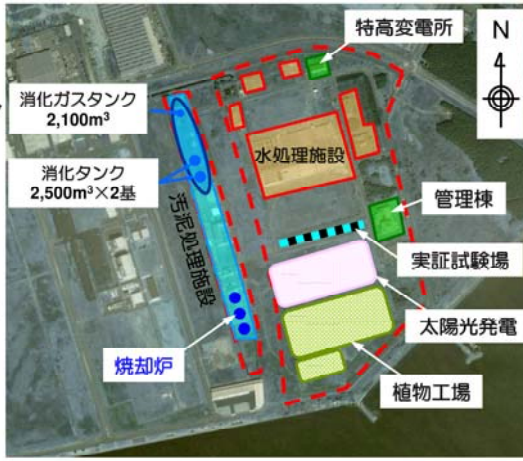 特高変電所
N
消化ガスタンク
2,100m³
消化タンク
2,500m³×2基
水処理施設
汚泥処理施設
管理棟
実証試験場
太陽光発電
焼却炉
植物工場